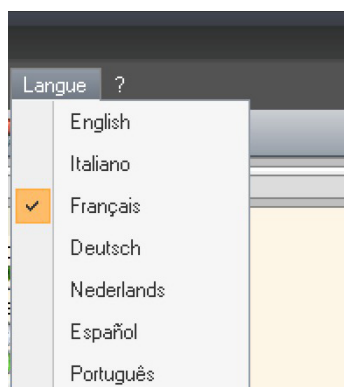 Langue ?
English
Italiano
Français
Deutsch
Nederlands
Español
Português